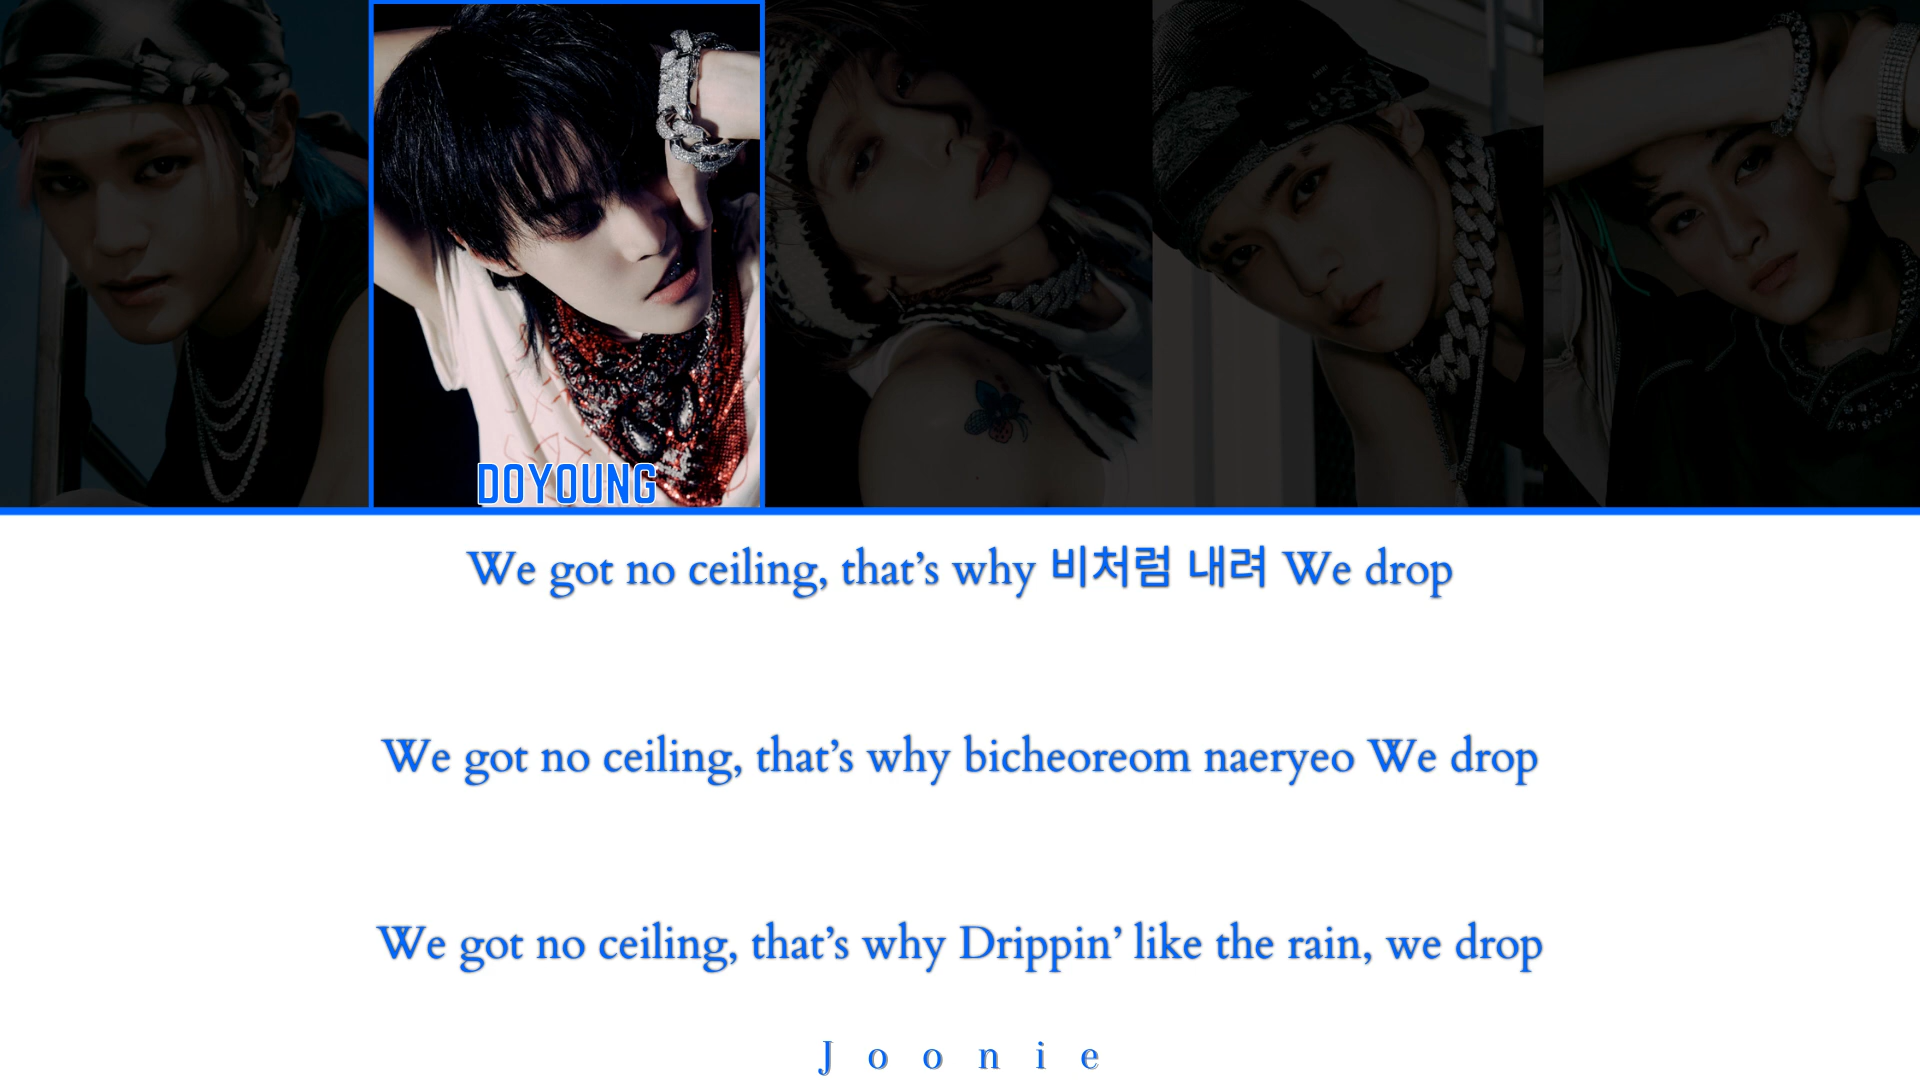 DOYOUNG
We got no ceiling, that’s why 비처럼 내려 We drop
We got no ceiling, that’s why bicheoreom naeryeo We drop
We got no ceiling, that’s why Drippin’ like the rain, we drop
Joonie